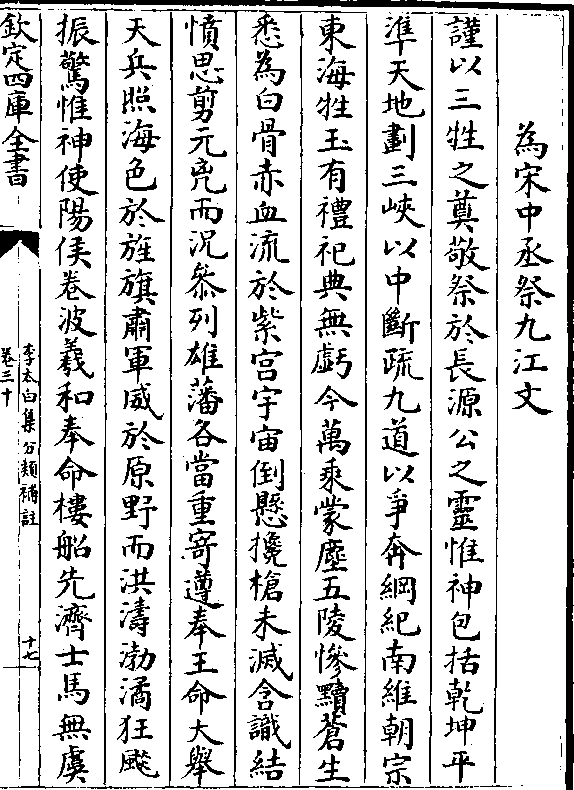 為宋中丞祭九江文
謹以三牲之奠敬祭於長源公之靈惟神包括乾坤平
準天地劃三峽以中斷疏九道以爭奔綱紀南維朝宗
東海牲玉有禮祀典無虧今萬乘蒙塵五陵慘黷蒼生
悉為白骨赤血流於紫宫宇宙倒懸攙槍未滅含識結
憤思剪元兇而況叅列雄藩各當重寄遵奉王命大舉
天兵照海色於旌旗肅軍威於原野而洪濤渤潏狂飈
振驚惟神使陽侯卷波羲和奉命樓船先濟士馬無虞
欽定四庫全書
李太白集分類補註
卷三十
十七